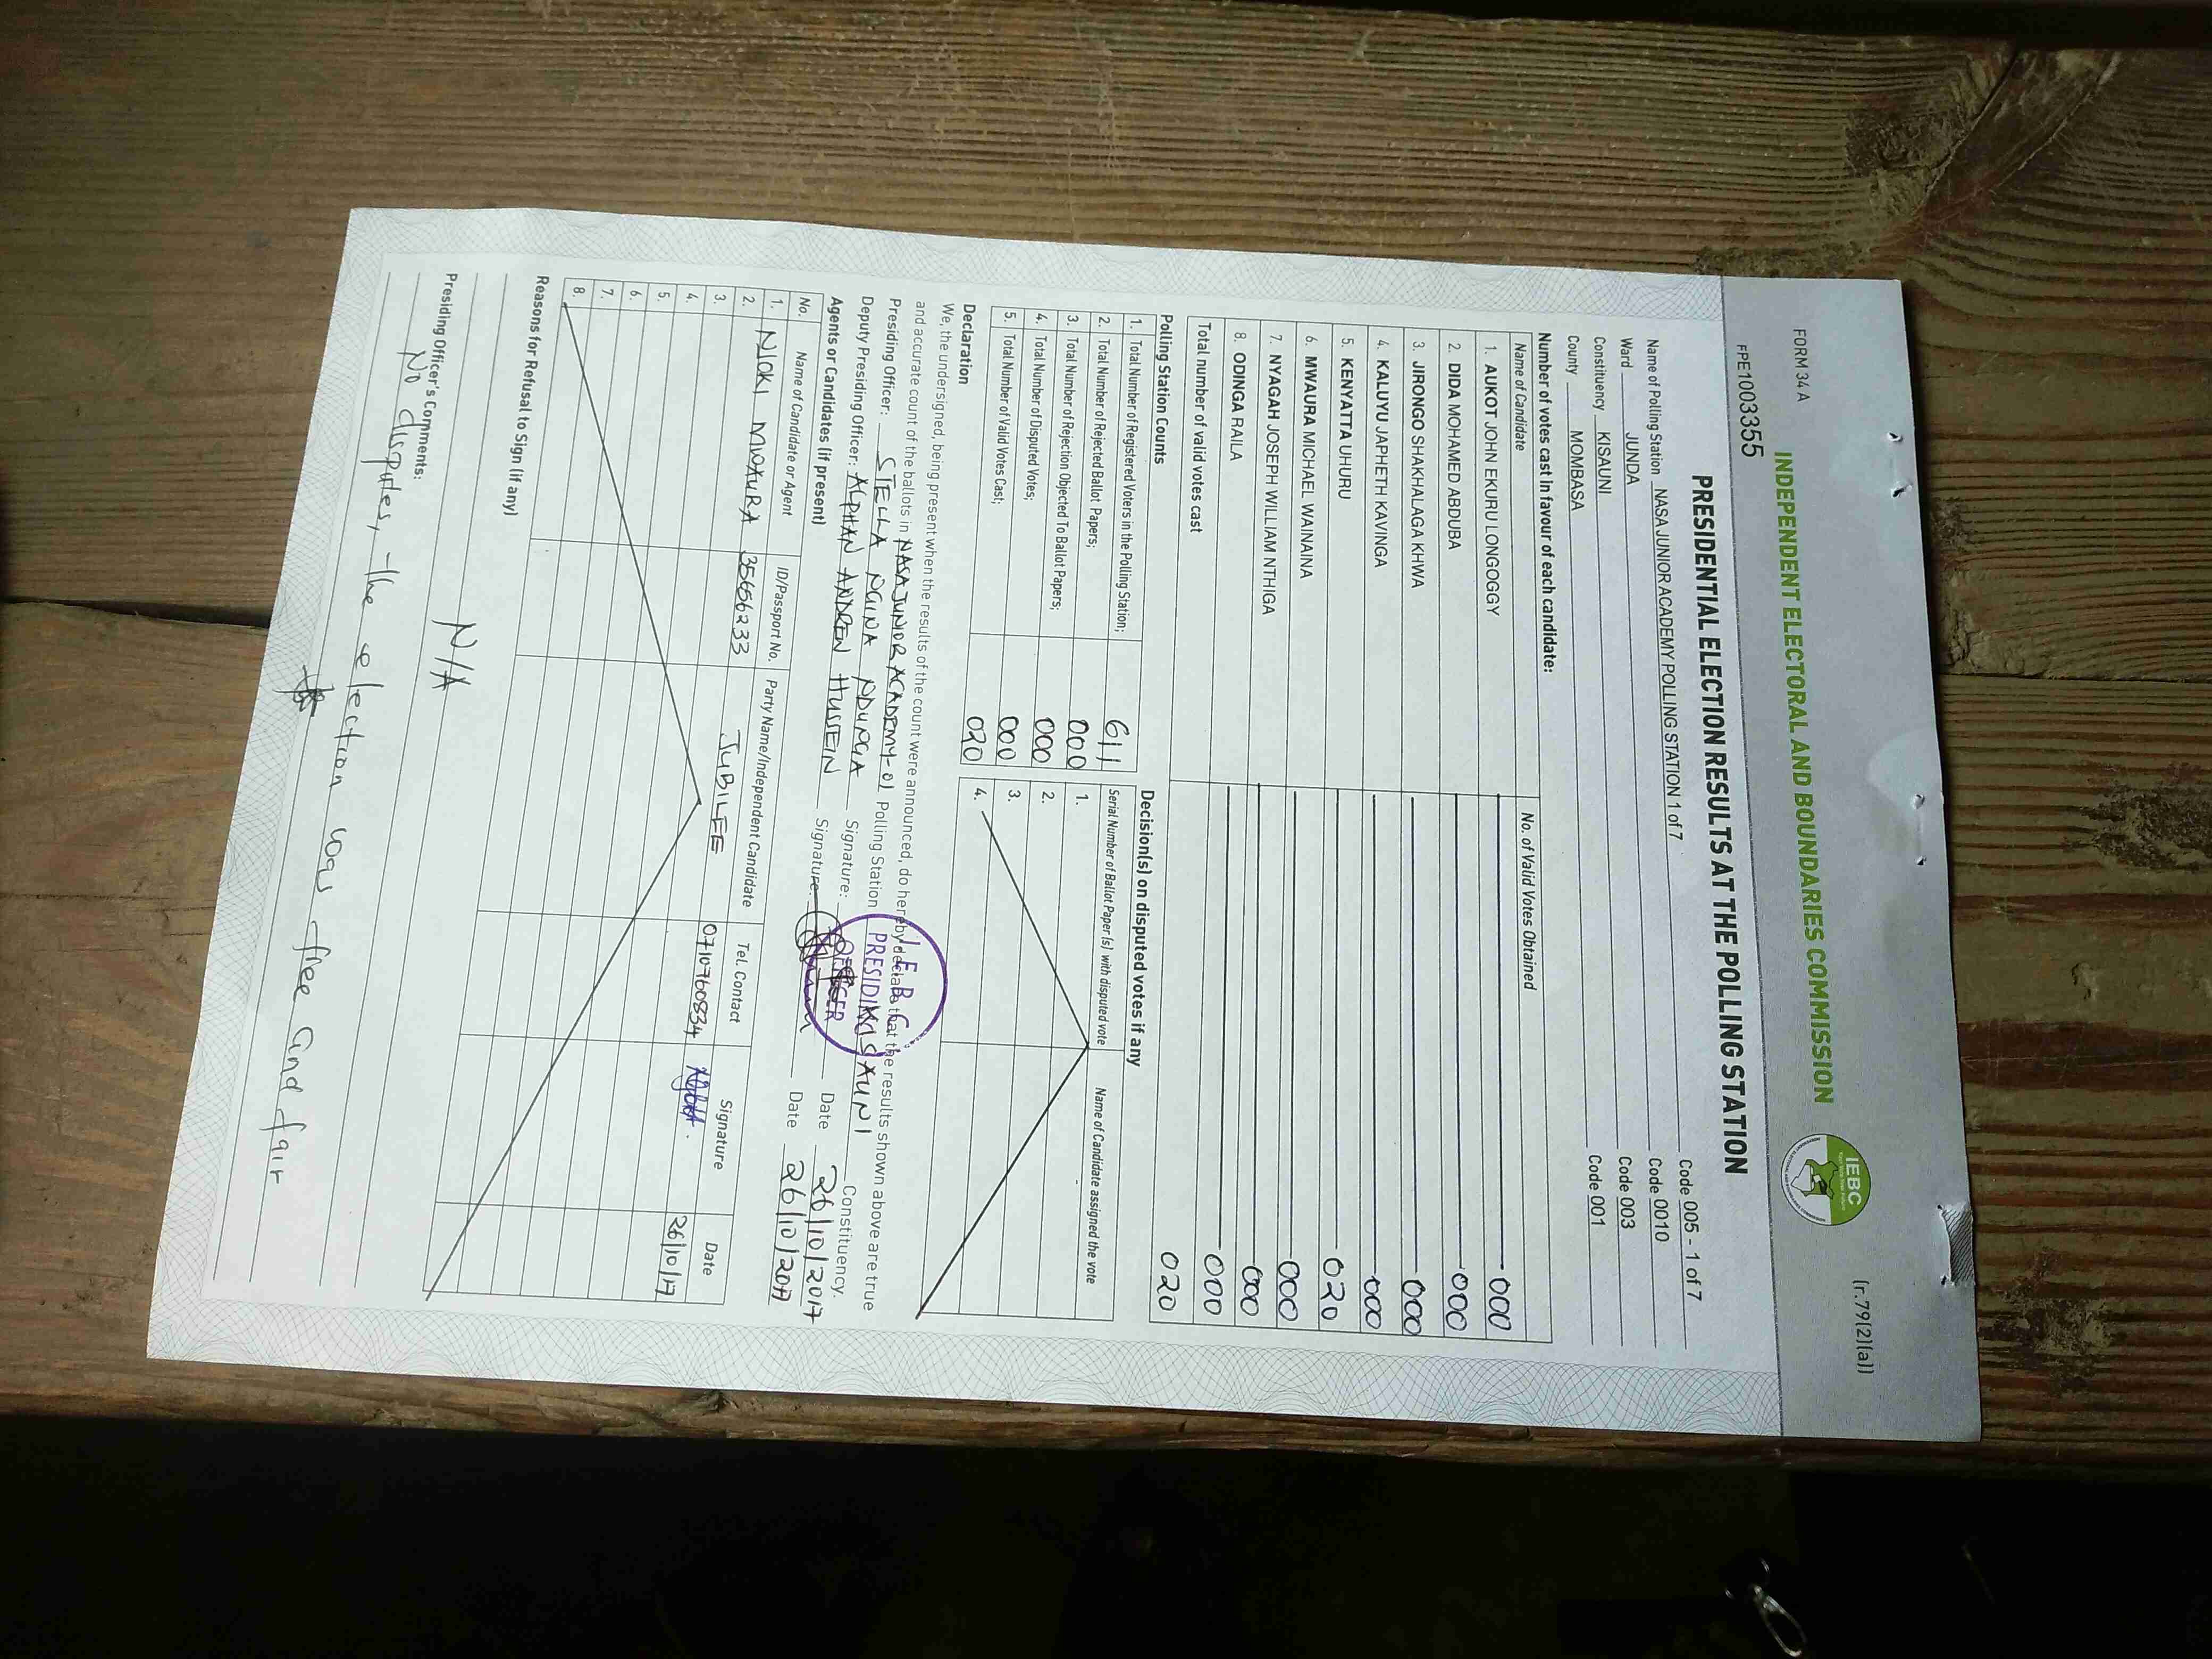 FORM 34 A
(r.79(2)(a))
INDEPENDENT ELECTORAL AND BOUNDARIES COMMISSION
IEBC
FPE1003355
PRESIDENTIAL ELECTION RESULTS AT THE POLLING STATION
Name of Polling Station NASA JUNIOR ACADEMY POLLING STATION 1 of 7 Code 005 - 1 of 7
Ward JUNDA Code 0010
Constituency KISAUNI Code 003
County MOMBASA Code 001
Number of votes cast in favour of each candidate:
Name of Candidate No. of Valid Votes Obtained
1. AUKOT JOHN EKURU LONGOGGY 000
2. DIDA MOHAMED ABDUBA 000
3. JIRONGO SHAKHALAGA KHWA 000
4. KALUYU JAPHETH KAVINGA 000
5. KENYATTA UHURU 020
6. MWAURA MICHAEL WAINAINA 000
7. NYAGAH JOSEPH WILLIAM NTHIGA 000
8. ODINGA RAILA 000
Total number of valid votes cast 020
Polling Station Counts
1. Total Number of Registered Voters in the Polling Station; 611
2. Total Number of Rejected Ballot Papers; 000
3. Total Number of Rejection Objected To Ballot Papers; 000
4. Total Number of Disputed Votes; 000
5. Total Number of Valid Votes Cast; 020
Decision(s) on disputed votes if any
Serial Number of Ballot Paper (s) with disputed vote Name of Candidate assigned the vote
1.
2.
3.
4.
Declaration
We, the undersigned, being present when the results of the count were announced, do hereby declare that the results shown above are true
and accurate count of the ballots in NASA JUNIOR ACADEMY-01 Polling Station KISAUNI Constituency.
Presiding Officer: STELLA NGINA NDUNGA Signature: Date 26/10/2017
Deputy Presiding Officer: ALPHAN ANDREW HUSSEIN Signature: Date 26/10/2017
IEBC
PRESIDING
OFFICER
Agents or Candidates (if present)
No. Name of Candidate or Agent ID/Passport No. Party Name/Independent Candidate Tel. Contact Signature Date
1. NJOKI MWAURA 35656233 JUBILEE 0710760834 26/10/17
2.
3.
4.
5.
6.
7.
8.
Reasons for Refusal to Sign (if any)
N/A
Presiding Officer's Comments:
No disputes, the election was free and fair